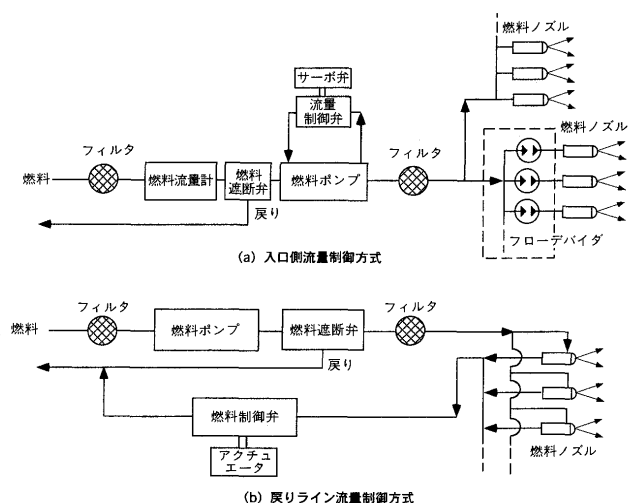 燃料ノズル
サーボ弁
流量
制御弁
フィルタ
燃料
燃料流量計
燃料
遮断弁
燃料ポンプ
フィルタ
燃料ノズル
戻り
フローデバイダ
(a) 入口側流量制御方式
フィルタ
燃料
燃料ポンプ
燃料遮断弁
フィルタ
戻り
燃料制御弁
アクチュ
エータ
燃料ノズル
(b) 戻りライン流量制御方式